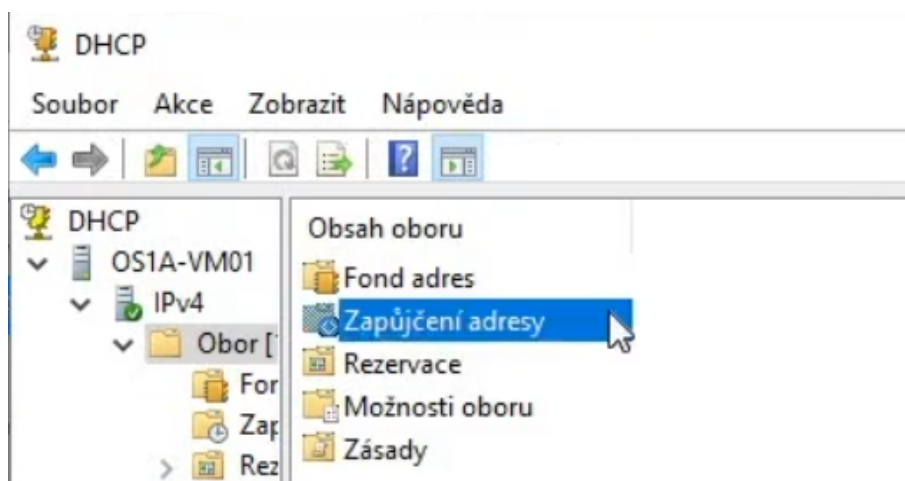 DHCP
Soubor Akce Zobrazit Nápověda
DHCP
OS1A-VM01
IPv4
Obor [
For
Zap
Rez
Obsah oboru
Fond adres
Zapůjčení adresy
Rezervace
Možnosti oboru
Zásady